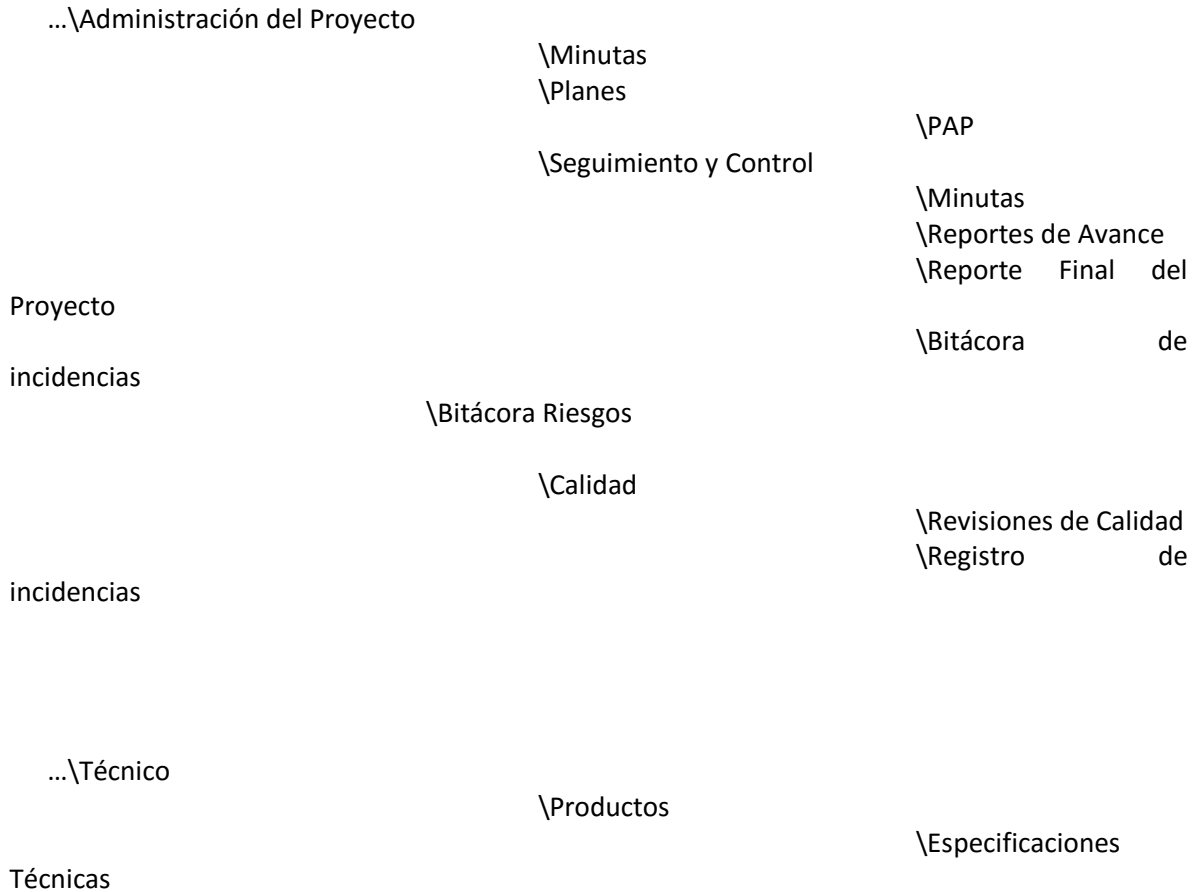 …\Administración del Proyecto
\Minutas
\Planes
\PAP
\Seguimiento y Control
\Minutas
\Reportes de Avance
\Reporte Final del
Proyecto
\Bitácora de
incidencias
\Bitácora Riesgos
\Calidad
\Revisiones de Calidad
\Registro de
incidencias
…\Técnico
\Productos
\Especificaciones
Técnicas